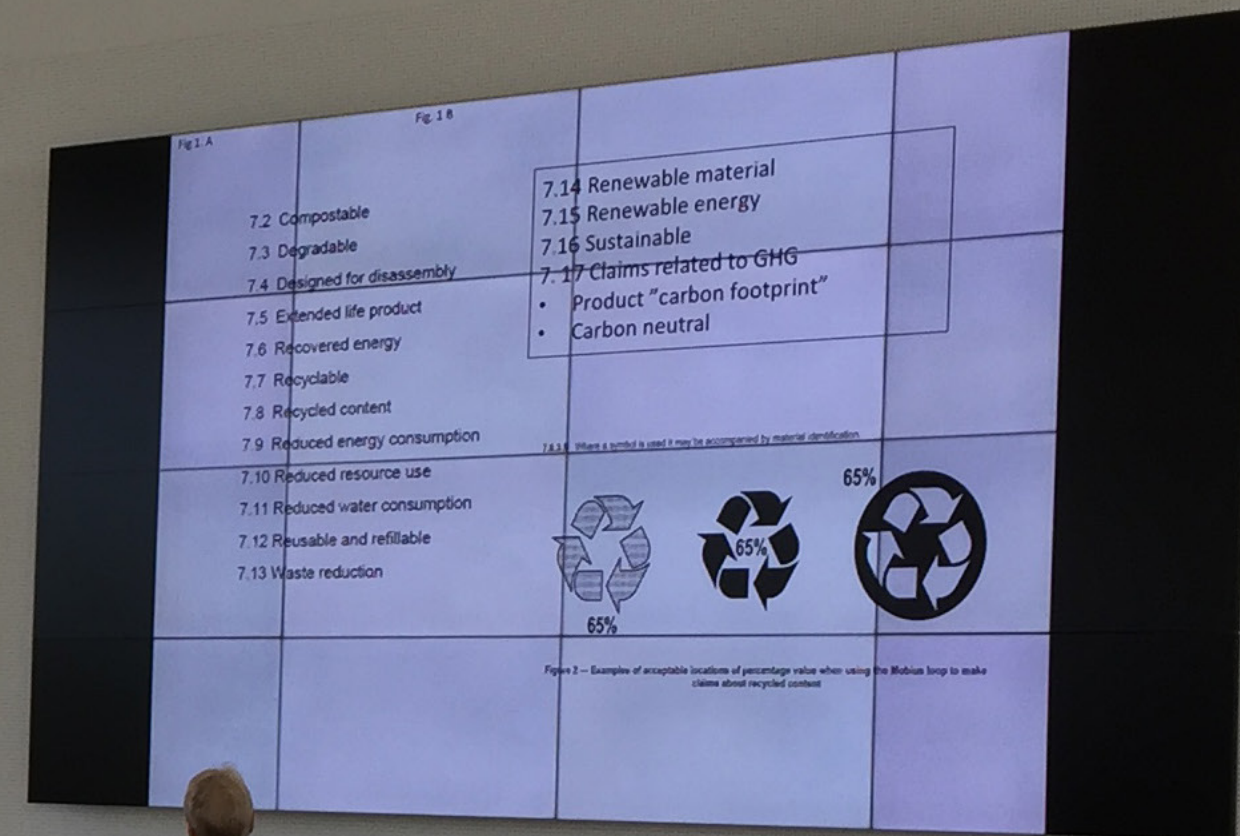 Fig 1. A
Fig. 1 B
7.2 Compostable
7.3 Degradable
7.4 Designed for disassembly
7.5 Extended life product
7.6 Recovered energy
7.7 Recyclable
7.8 Recycled content
7.9 Reduced energy consumption
7.10 Reduced resource use
7.11 Reduced water consumption
7.12 Reusable and refillable
7.13 Waste reduction
7.14 Renewable material
7.15 Renewable energy
7.16 Sustainable
7. 17 Claims related to GHG
• Product "carbon footprint"
• Carbon neutral
Where a symbol is used it may be accompanied by material identification.
65%
65%
65%
Figure 2 — Examples of acceptable locations of percentage value when using the Mobius loop to make
claims about recycled content